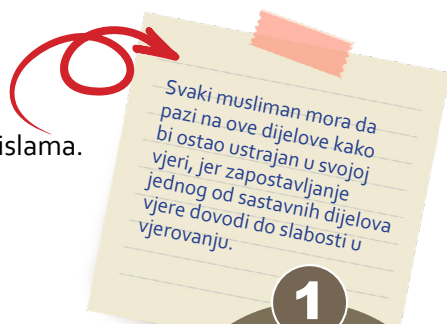 islama.
Svaki musliman mora da
pazi na ove dijelove kako
bi ostao ustrajan u svojoj
vjeri, jer zapostavljanje
jednog od sastavnih dijelova
vjere dovodi do slabosti u
vjerovanju.
1